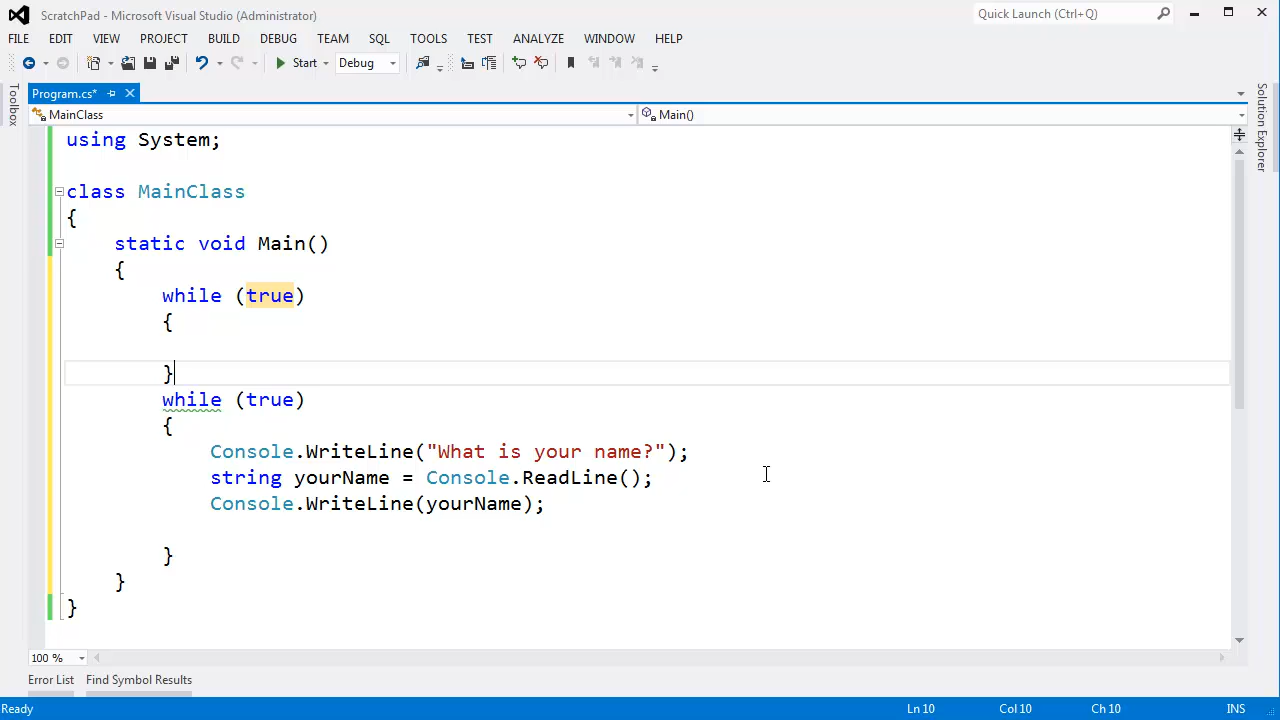 ScratchPad - Microsoft Visual Studio (Administrator)
Quick Launch (Ctrl+Q)
FILE EDIT VIEW PROJECT BUILD DEBUG TEAM SQL TOOLS TEST ANALYZE WINDOW HELP
Start Debug
Toolbox
Program.cs*
Solution Explorer
MainClass Main()
using System;
class MainClass
{
static void Main()
{
while (true)
{
}
while (true)
{
Console.WriteLine("What is your name?");
string yourName = Console.ReadLine();
Console.WriteLine(yourName);
}
}
}
100 %
Error List Find Symbol Results
Ready Ln 10 Col 10 Ch 10 INS